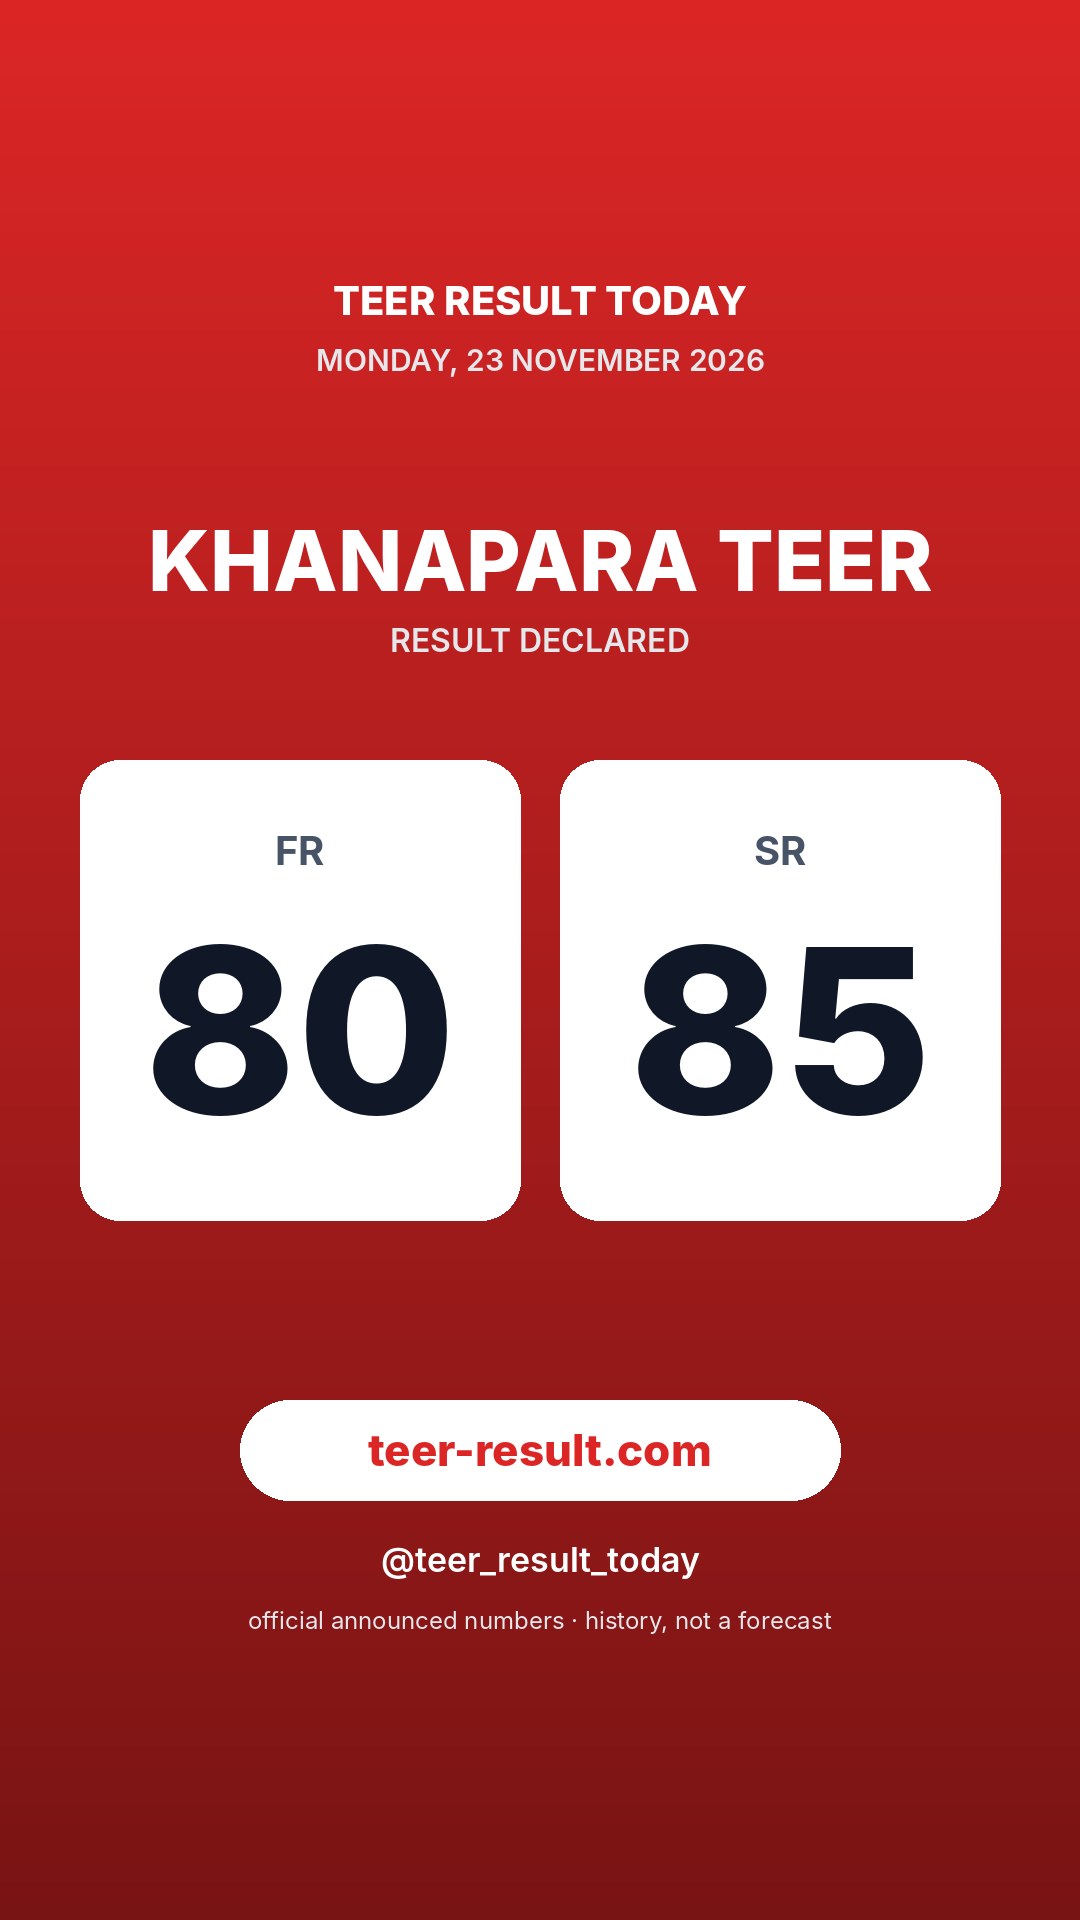 TEER RESULT TODAY
MONDAY, 23 NOVEMBER 2026
KHANAPARA TEER
RESULT DECLARED
FR
80
SR
85
teer-result.com
@teer_result_today
official announced numbers · history, not a forecast